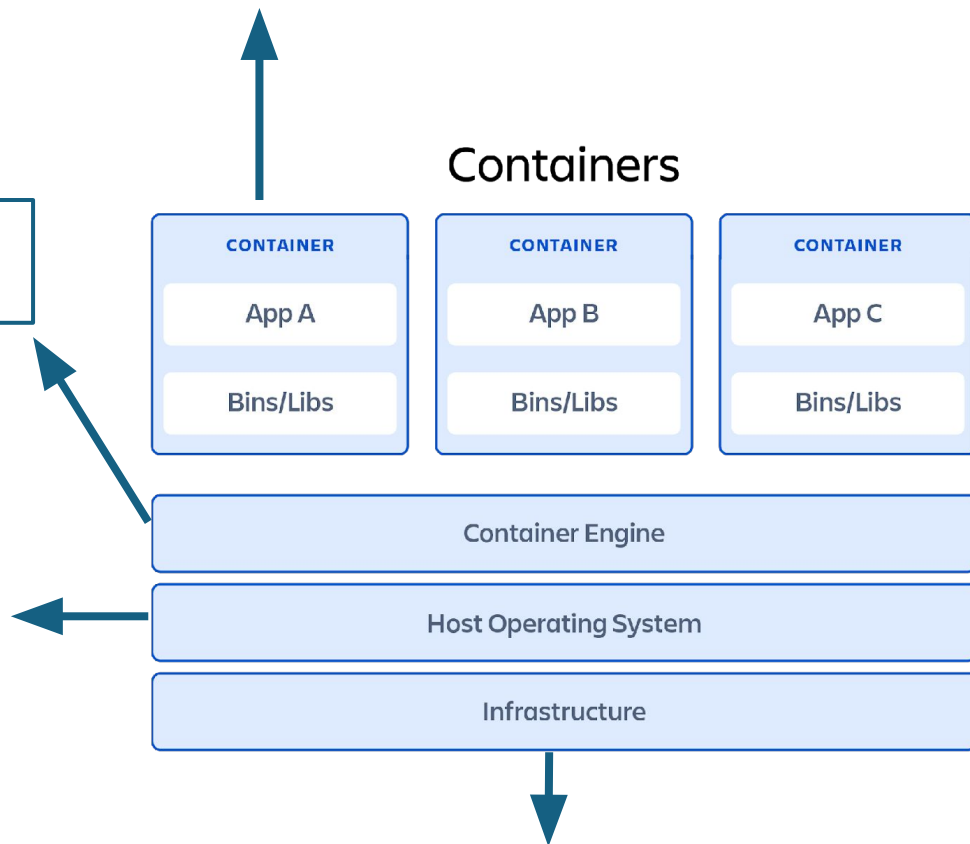 Containers
CONTAINER CONTAINER CONTAINER
App A App B App C
Bins/Libs Bins/Libs Bins/Libs
Container Engine
Host Operating System
Infrastructure